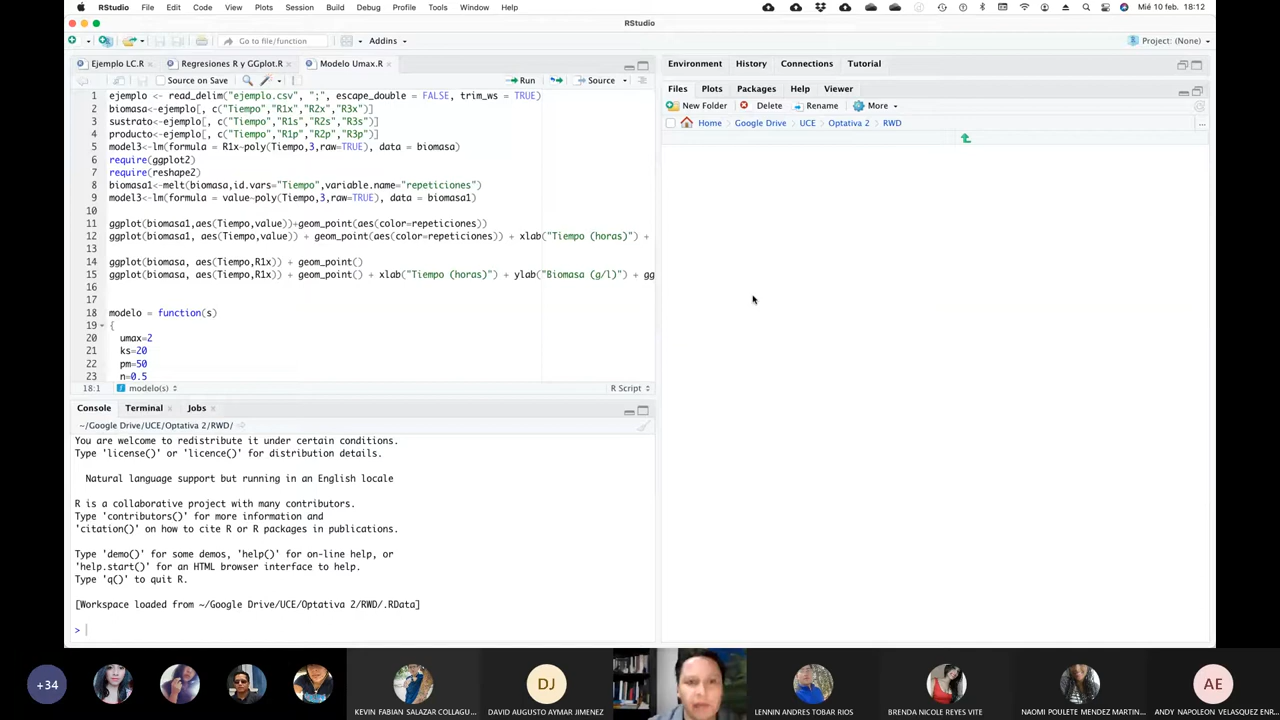 RStudio File Edit Code View Plots Session Build Debug Profile Tools Window Help Mié 10 feb. 18:12
RStudio
Go to file/function Addins Project: (None)
Ejemplo LC.R Regresiones R y GGplot.R Modelo Umax.R
Source on Save Run Source
1 ejemplo <- read_delim("ejemplo.csv", ";", escape_double = FALSE, trim_ws = TRUE)
2 biomasa<-ejemplo[, c("Tiempo","R1x","R2x","R3x")]
3 sustrato<-ejemplo[, c("Tiempo","R1s","R2s","R3s")]
4 producto<-ejemplo[, c("Tiempo","R1p","R2p","R3p")]
5 model3<-lm(formula = R1x~poly(Tiempo,3,raw=TRUE), data = biomasa)
6 require(ggplot2)
7 require(reshape2)
8 biomasa1<-melt(biomasa,id.vars="Tiempo",variable.name="repeticiones")
9 model3<-lm(formula = value~poly(Tiempo,3,raw=TRUE), data = biomasa1)
10
11 ggplot(biomasa1,aes(Tiempo,value))+geom_point(aes(color=repeticiones))
12 ggplot(biomasa1, aes(Tiempo,value)) + geom_point(aes(color=repeticiones)) + xlab("Tiempo (horas)") +
13
14 ggplot(biomasa, aes(Tiempo,R1x)) + geom_point()
15 ggplot(biomasa, aes(Tiempo,R1x)) + geom_point() + xlab("Tiempo (horas)") + ylab("Biomasa (g/l)") + gg
16
17
18 modelo = function(s)
19 {
20 umax=2
21 ks=20
22 pm=50
23 n=0.5
18:1 modelo(s) R Script
Console Terminal Jobs
~/Google Drive/UCE/Optativa 2/RWD/
You are welcome to redistribute it under certain conditions.
Type 'license()' or 'licence()' for distribution details.
Natural language support but running in an English locale
R is a collaborative project with many contributors.
Type 'contributors()' for more information and
'citation()' on how to cite R or R packages in publications.
Type 'demo()' for some demos, 'help()' for on-line help, or
'help.start()' for an HTML browser interface to help.
Type 'q()' to quit R.
[Workspace loaded from ~/Google Drive/UCE/Optativa 2/RWD/.RData]
>
Environment History Connections Tutorial
Files Plots Packages Help Viewer
New Folder Delete Rename More
Home Google Drive UCE Optativa 2 RWD ...
+34 DJ AE
KEVIN FABIAN SALAZAR COLLAGU... DAVID AUGUSTO AYMAR JIMENEZ LENNIN ANDRES TOBAR RIOS BRENDA NICOLE REYES VITE NAOMI POULETE MENDEZ MARTIN... ANDY NAPOLEON VELASQUEZ ENR...